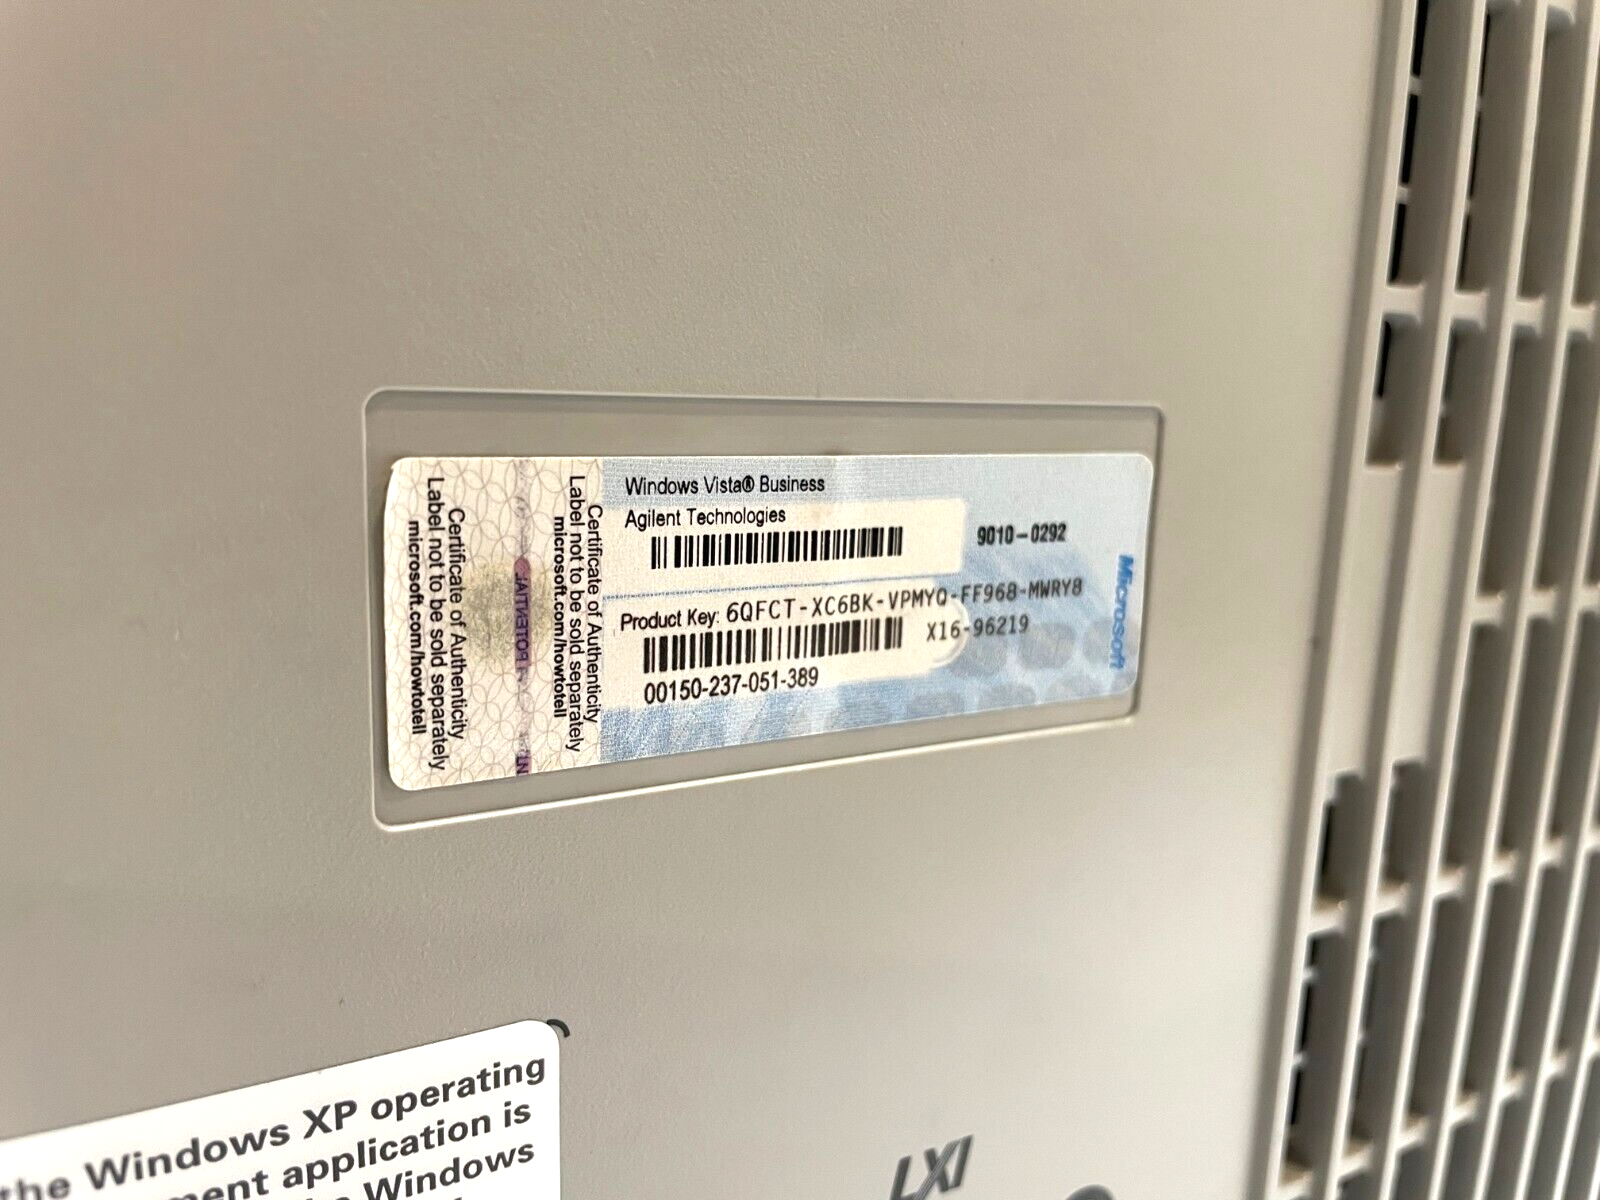 Windows Vista® Business
Agilent Technologies
9010-0292
Product Key: 6QFCT-XC6BK-VPMYQ-FF968-MWRY8
X16-96219
00150-237-051-389
Microsoft
Certificate of Authenticity
Label not to be sold separately
microsoft.com/howtotell
Certificate of Authenticity
Label not to be sold separately
microsoft.com/howtotell
the Windows XP operating
application is
Windows
LXI